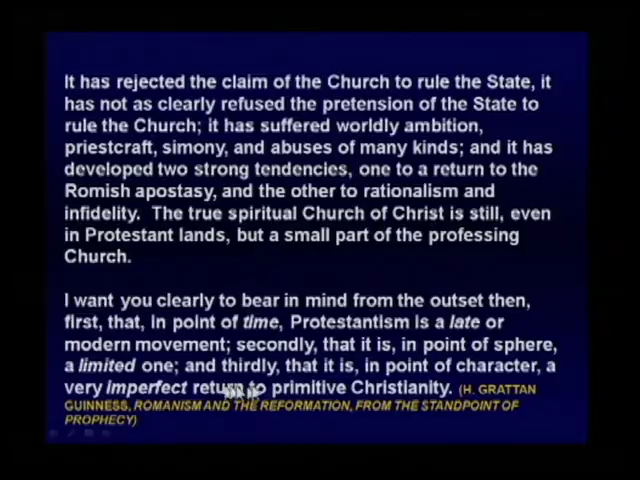 It has rejected the claim of the Church to rule the State, it
has not as clearly refused the pretension of the State to
rule the Church; it has suffered worldly ambition,
priestcraft, simony, and abuses of many kinds; and it has
developed two strong tendencies, one to a return to the
Romish apostasy, and the other to rationalism and
infidelity. The true spiritual Church of Christ is still, even
in Protestant lands, but a small part of the professing
Church.
I want you clearly to bear in mind from the outset then,
first, that, in point of time, Protestantism is a late or
modern movement; secondly, that it is, in point of sphere,
a limited one; and thirdly, that it is, in point of character, a
very imperfect return to primitive Christianity. (H. GRATTAN
GUINNESS, ROMANISM AND THE REFORMATION, FROM THE STANDPOINT OF
PROPHECY)